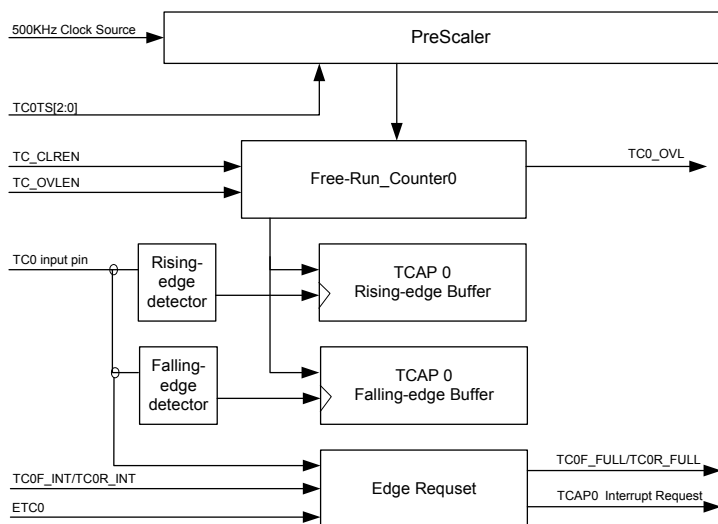 500KHz Clock Source
PreScaler
TC0TS[2:0]
TC_CLREN
TC_OVLEN
Free-Run_Counter0
TC0_OVL
TC0 input pin
Rising-
edge
detector
TCAP 0
Rising-edge Buffer
Falling-
edge
detector
TCAP 0
Falling-edge Buffer
TC0F_INT/TC0R_INT
ETC0
Edge Requset
TC0F_FULL/TC0R_FULL
TCAP0 Interrupt Request